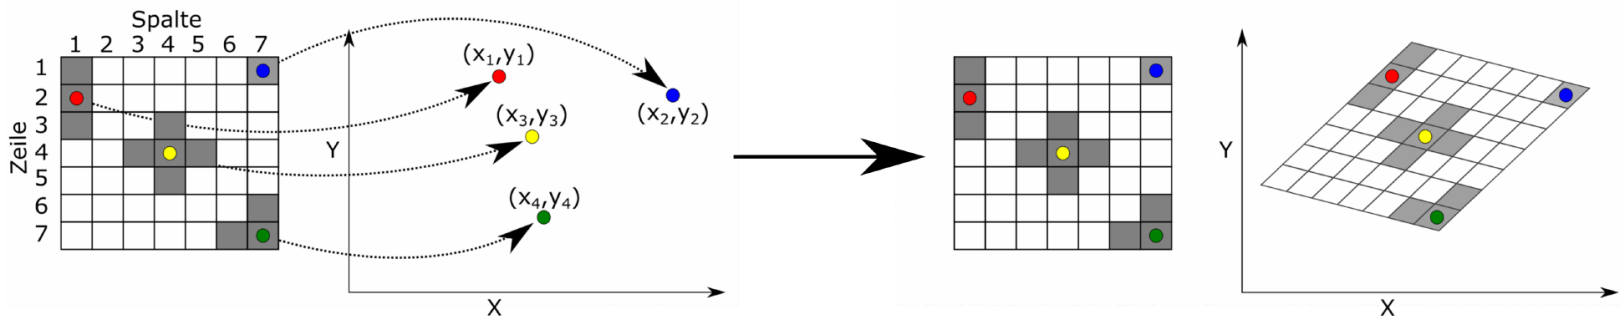 Spalte
1 2 3 4 5 6 7
Zeile
1
2
3
4
5
6
7
Y
X
(x1,y1)
(x2,y2)
(x3,y3)
(x4,y4)
Y
X